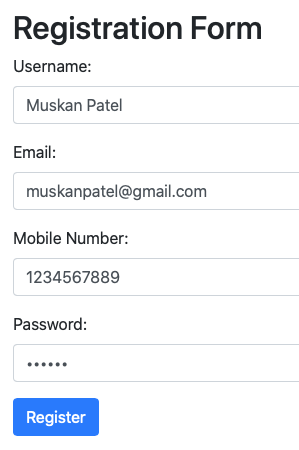 Registration Form
Username:
Muskan Patel
Email:
muskanpatel@gmail.com
Mobile Number:
1234567889
Password:
••••••
Register